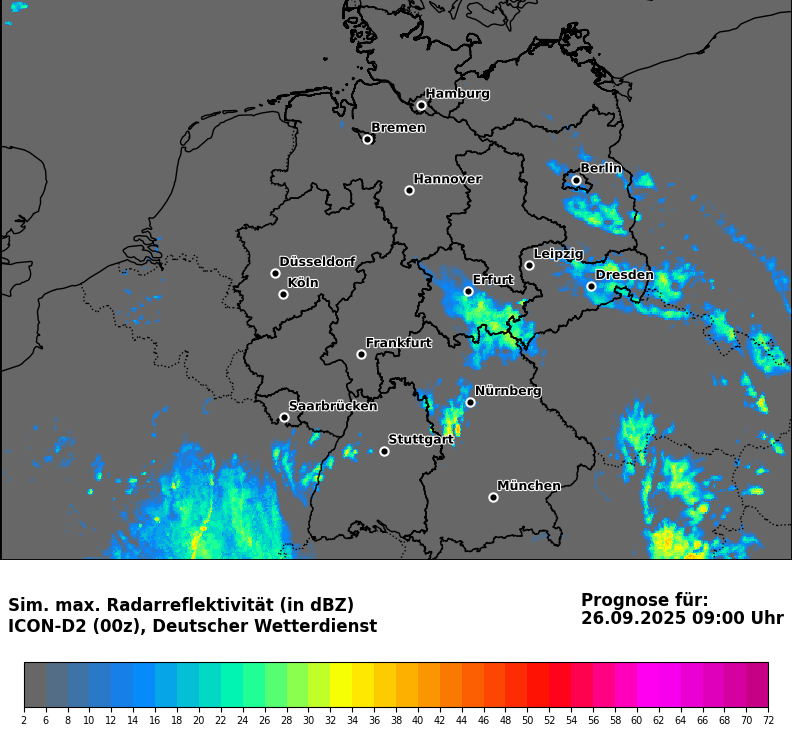 Hamburg
Bremen
Berlin
Hannover
Leipzig
Düsseldorf
Dresden
Köln
Erfurt
Frankfurt
Nürnberg
Saarbrücken
Stuttgart
München
Sim. max. Radarreflektivität (in dBZ)
ICON-D2 (00z), Deutscher Wetterdienst
Prognose für:
26.09.2025 09:00 Uhr
2 6 8 10 12 14 16 18 20 22 24 26 28 30 32 34 36 38 40 42 44 46 48 50 52 54 56 58 60 62 64 66 68 70 72